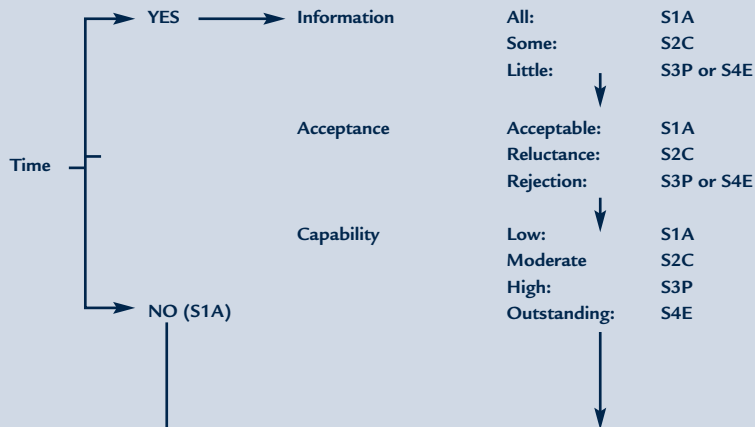 YES Information All: S1A
Some: S2C
Little: S3P or S4E
Acceptance Acceptable: S1A
Reluctance: S2C
Time
Rejection: S3P or S4E
Capability Low: S1A
Moderate S2C
High: S3P
NO (S1A)
Outstanding: S4E